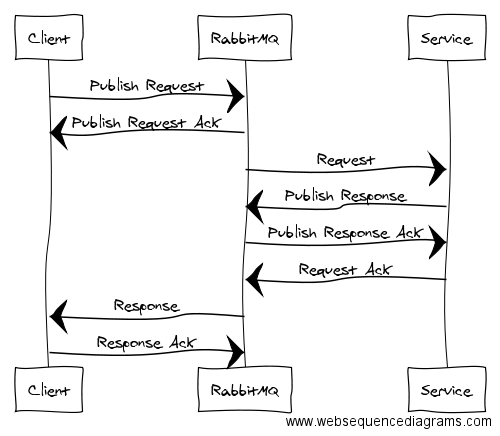 Client RabbitMQ Service
Publish Request
Publish Request Ack
Request
Publish Response
Publish Response Ack
Request Ack
Response
Response Ack
Client RabbitMQ Service
www.websequencediagrams.com